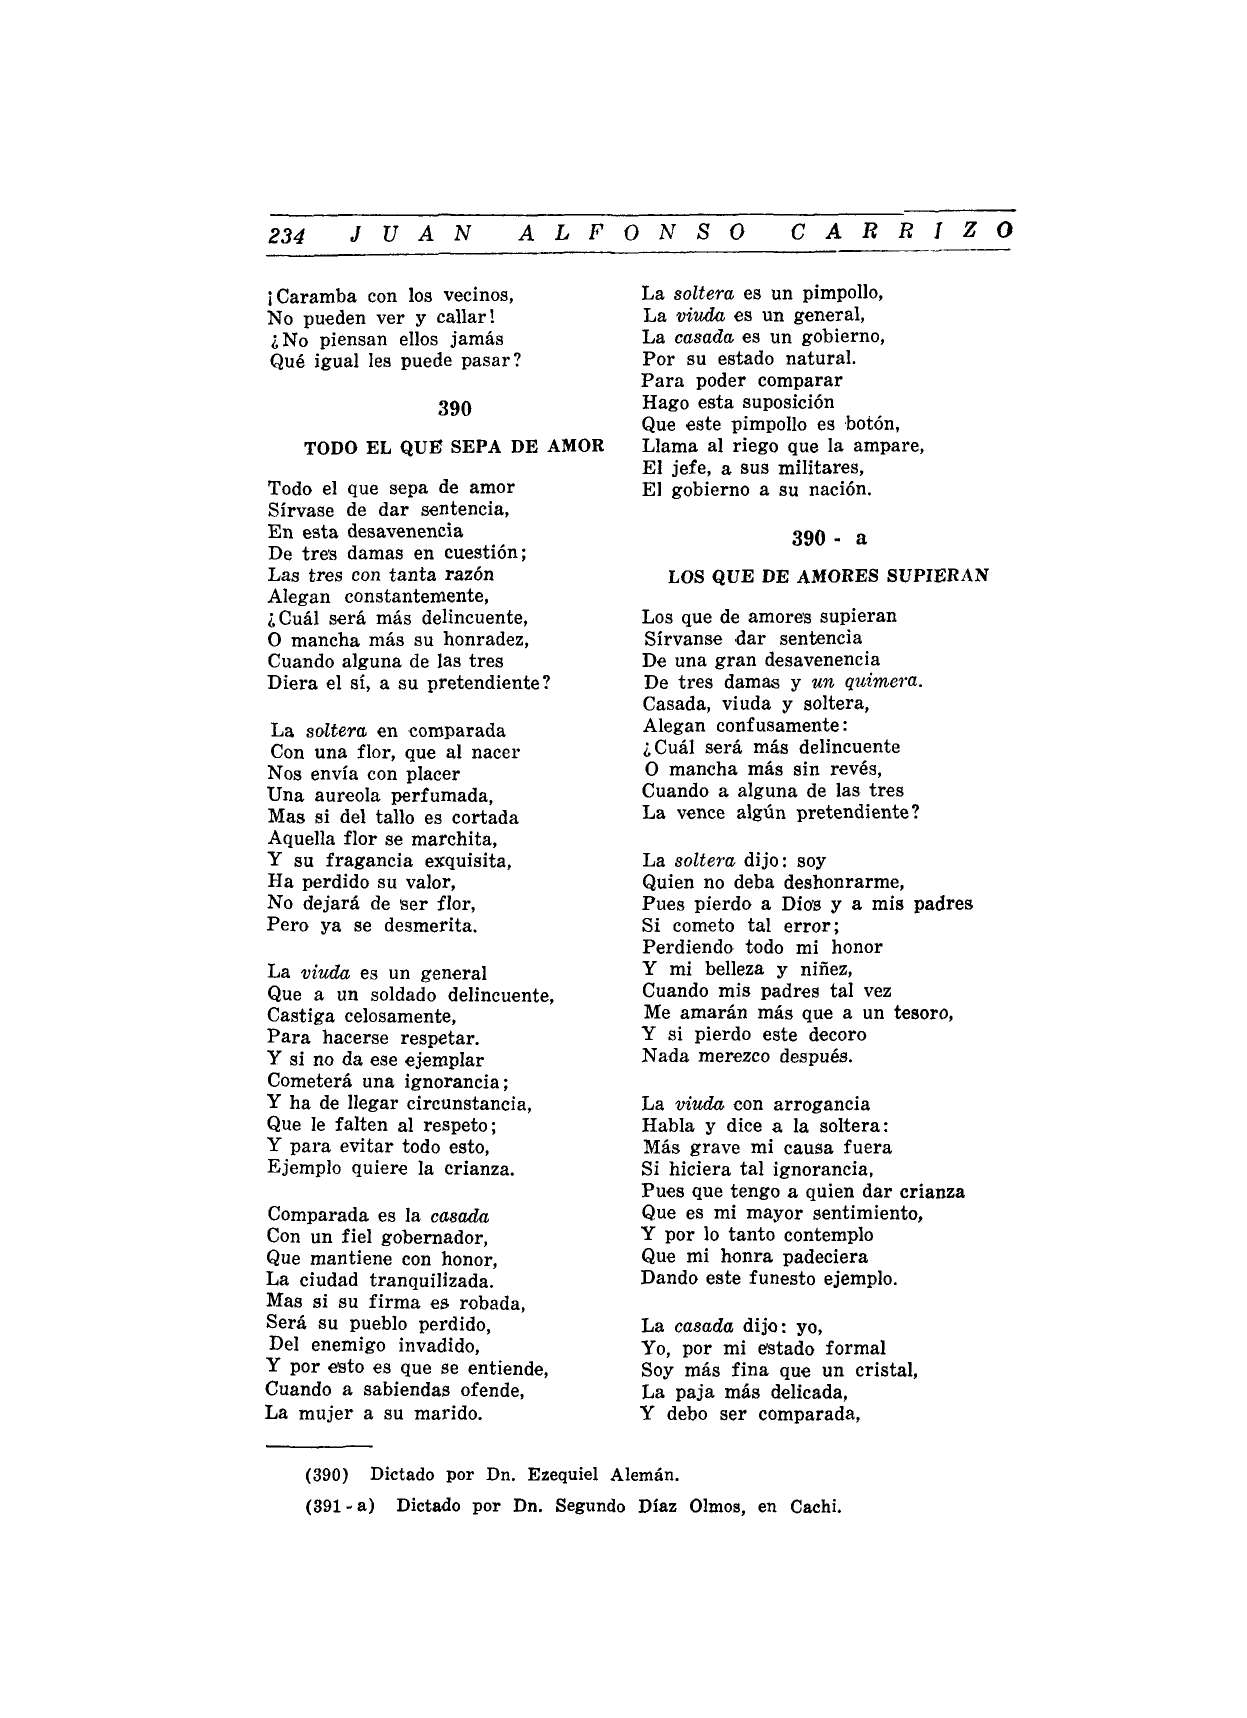 234 JUAN ALFONSO CARRIZO
¡Caramba con los vecinos,
No pueden ver y callar!
¿No piensan ellos jamás
Qué igual les puede pasar?
390
TODO EL QUE SEPA DE AMOR
Todo el que sepa de amor
Sírvase de dar sentencia,
En esta desavenencia
De tres damas en cuestión;
Las tres con tanta razón
Alegan constantemente,
¿Cuál será más delincuente,
O mancha más su honradez,
Cuando alguna de las tres
Diera el sí, a su pretendiente?
La soltera en comparada
Con una flor, que al nacer
Nos envía con placer
Una aureola perfumada,
Mas si del tallo es cortada
Aquella flor se marchita,
Y su fragancia exquisita,
Ha perdido su valor,
No dejará de ser flor,
Pero ya se desmerita.
La viuda es un general
Que a un soldado delincuente,
Castiga celosamente,
Para hacerse respetar.
Y si no da ese ejemplar
Cometerá una ignorancia;
Y ha de llegar circunstancia,
Que le falten al respeto;
Y para evitar todo esto,
Ejemplo quiere la crianza.
Comparada es la casada
Con un fiel gobernador,
Que mantiene con honor,
La ciudad tranquilizada.
Mas si su firma es robada,
Será su pueblo perdido,
Del enemigo invadido,
Y por esto es que se entiende,
Cuando a sabiendas ofende,
La mujer a su marido.
La soltera es un pimpollo,
La viuda es un general,
La casada es un gobierno,
Por su estado natural.
Para poder comparar
Hago esta suposición
Que este pimpollo es botón,
Llama al riego que la ampare,
El jefe, a sus militares,
El gobierno a su nación.
390 - a
LOS QUE DE AMORES SUPIERAN
Los que de amores supieran
Sírvanse dar sentencia
De una gran desavenencia
De tres damas y un quimera.
Casada, viuda y soltera,
Alegan confusamente:
¿Cuál será más delincuente
O mancha más sin revés,
Cuando a alguna de las tres
La vence algún pretendiente?
La soltera dijo: soy
Quien no deba deshonrarme,
Pues pierdo a Dios y a mis padres
Si cometo tal error;
Perdiendo todo mi honor
Y mi belleza y niñez,
Cuando mis padres tal vez
Me amarán más que a un tesoro,
Y si pierdo este decoro
Nada merezco después.
La viuda con arrogancia
Habla y dice a la soltera:
Más grave mi causa fuera
Si hiciera tal ignorancia,
Pues que tengo a quien dar crianza
Que es mi mayor sentimiento,
Y por lo tanto contemplo
Que mi honra padeciera
Dando este funesto ejemplo.
La casada dijo: yo,
Yo, por mi estado formal
Soy más fina que un cristal,
La paja más delicada,
Y debo ser comparada,
(390) Dictado por Dn. Ezequiel Alemán.
(391 - a) Dictado por Dn. Segundo Díaz Olmos, en Cachi.